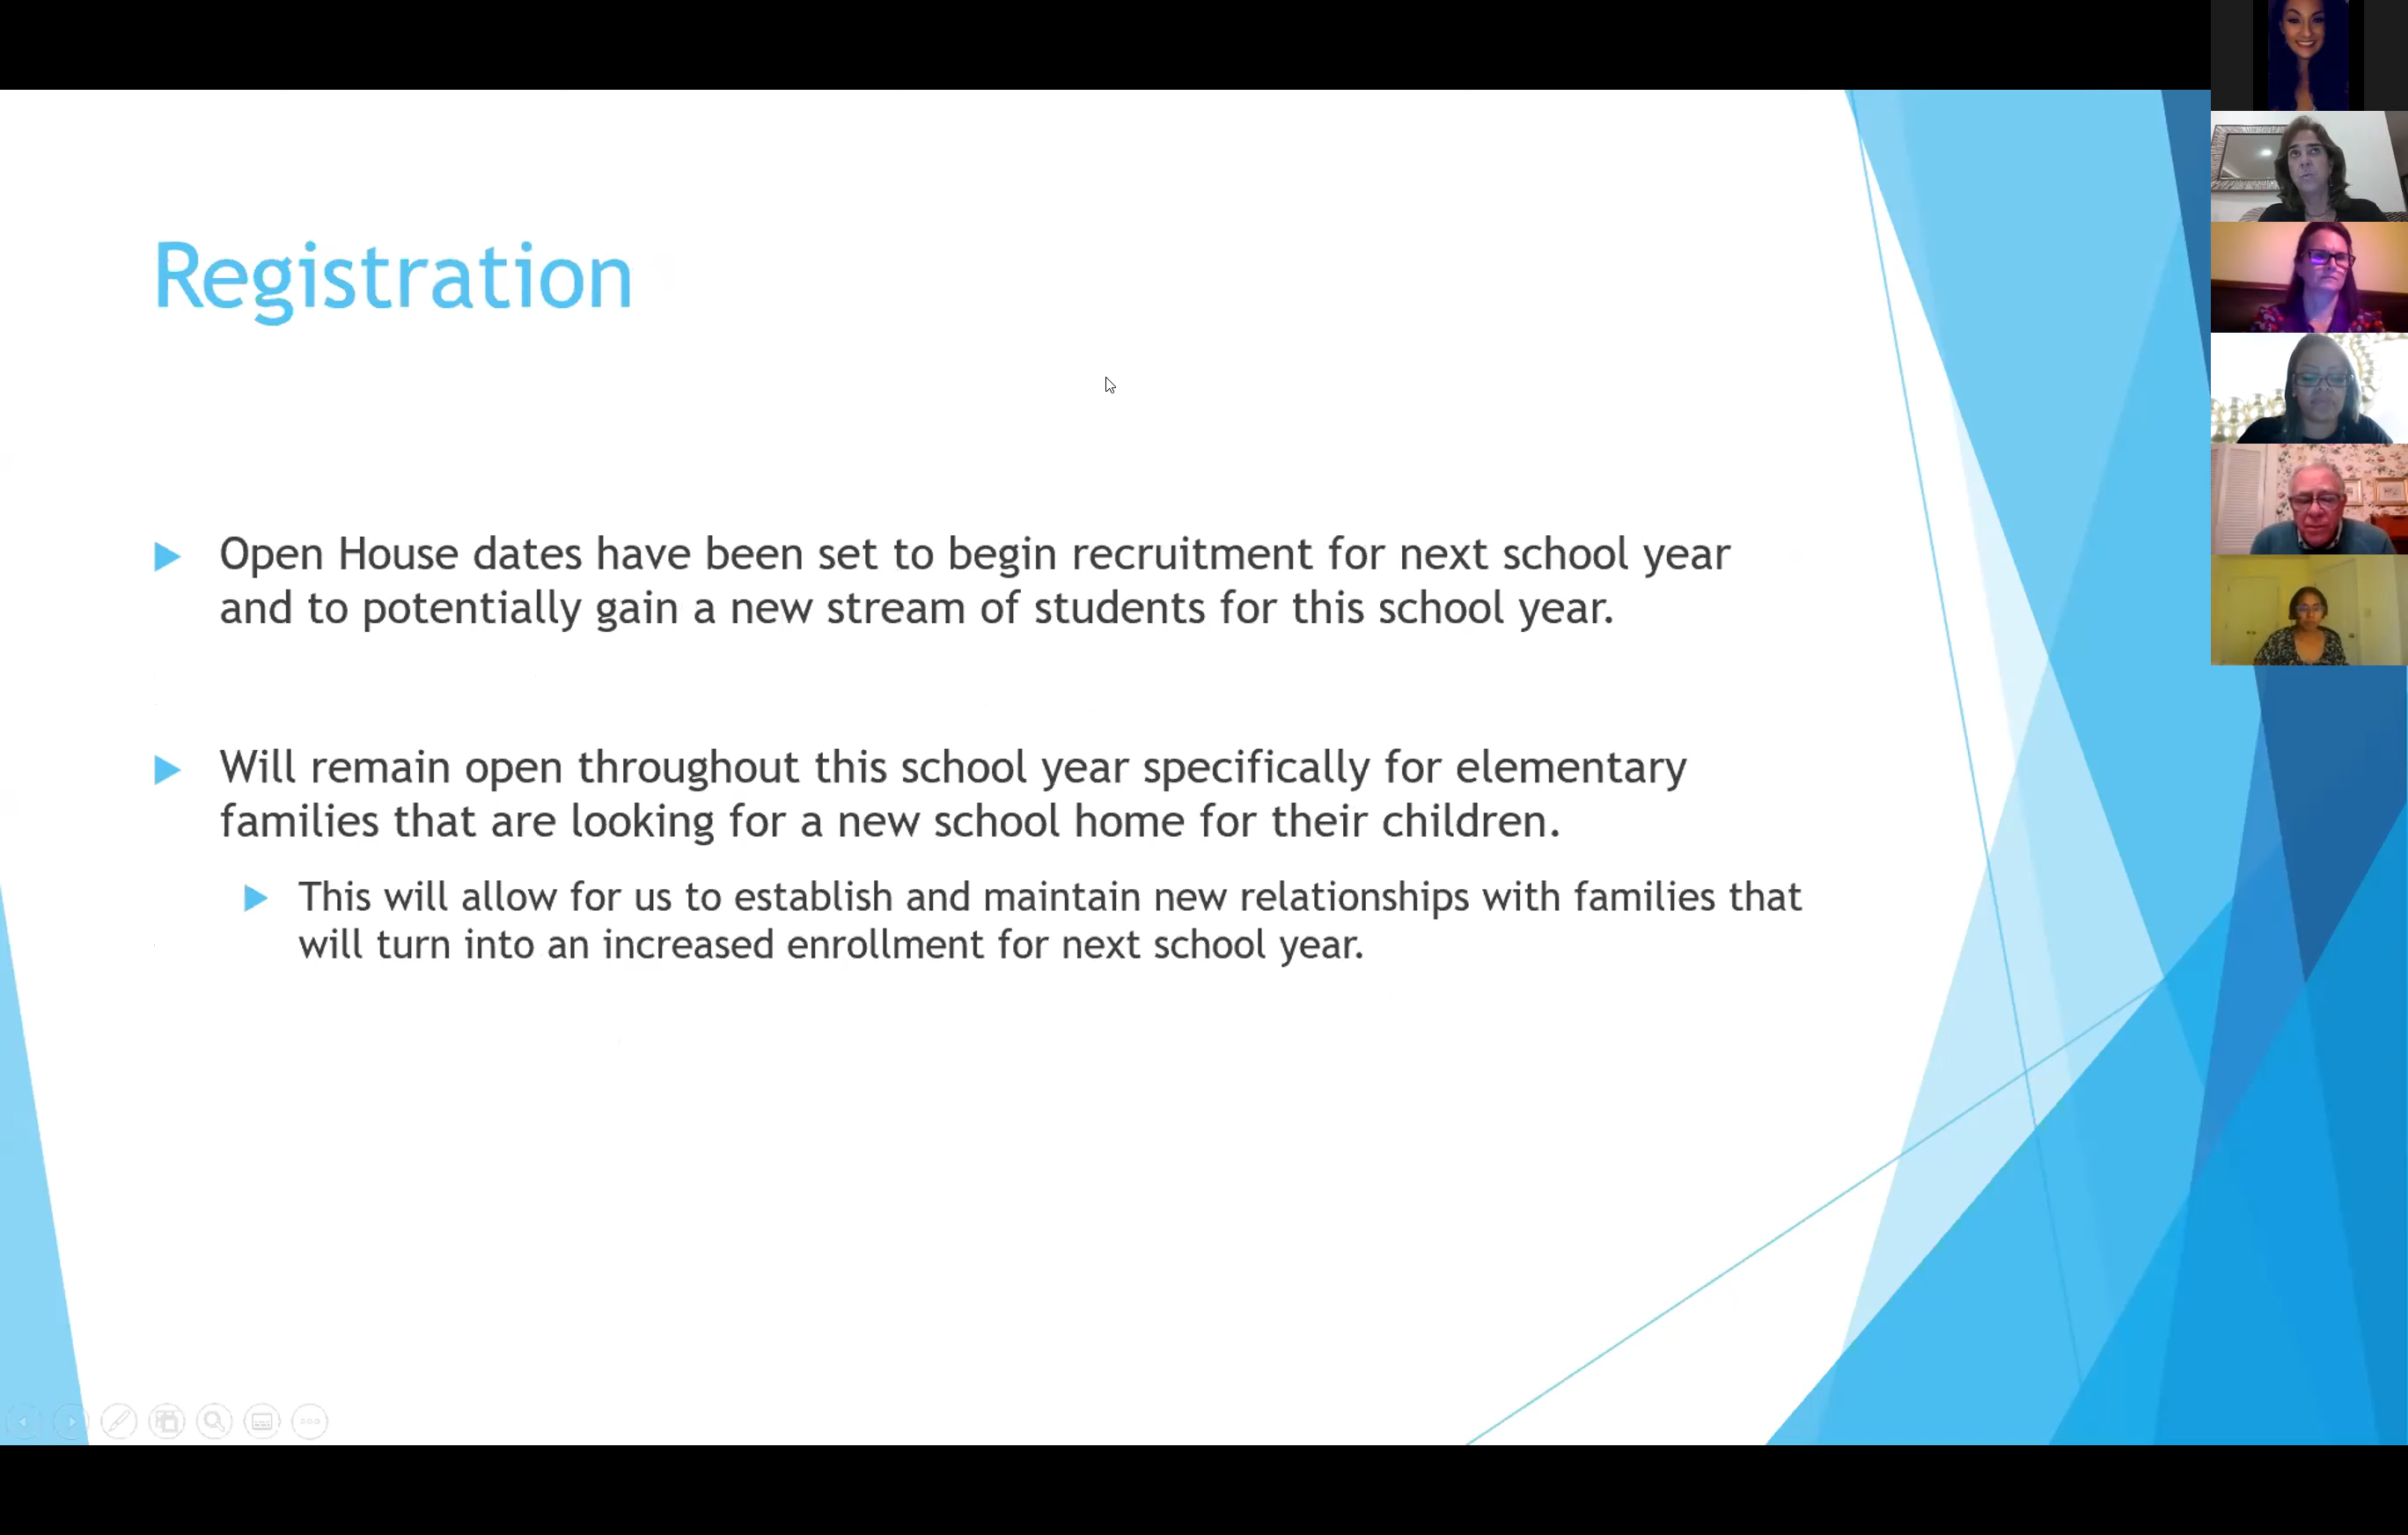 Registration
Open House dates have been set to begin recruitment for next school year
and to potentially gain a new stream of students for this school year.
Will remain open throughout this school year specifically for elementary
families that are looking for a new school home for their children.
This will allow for us to establish and maintain new relationships with families that
will turn into an increased enrollment for next school year.